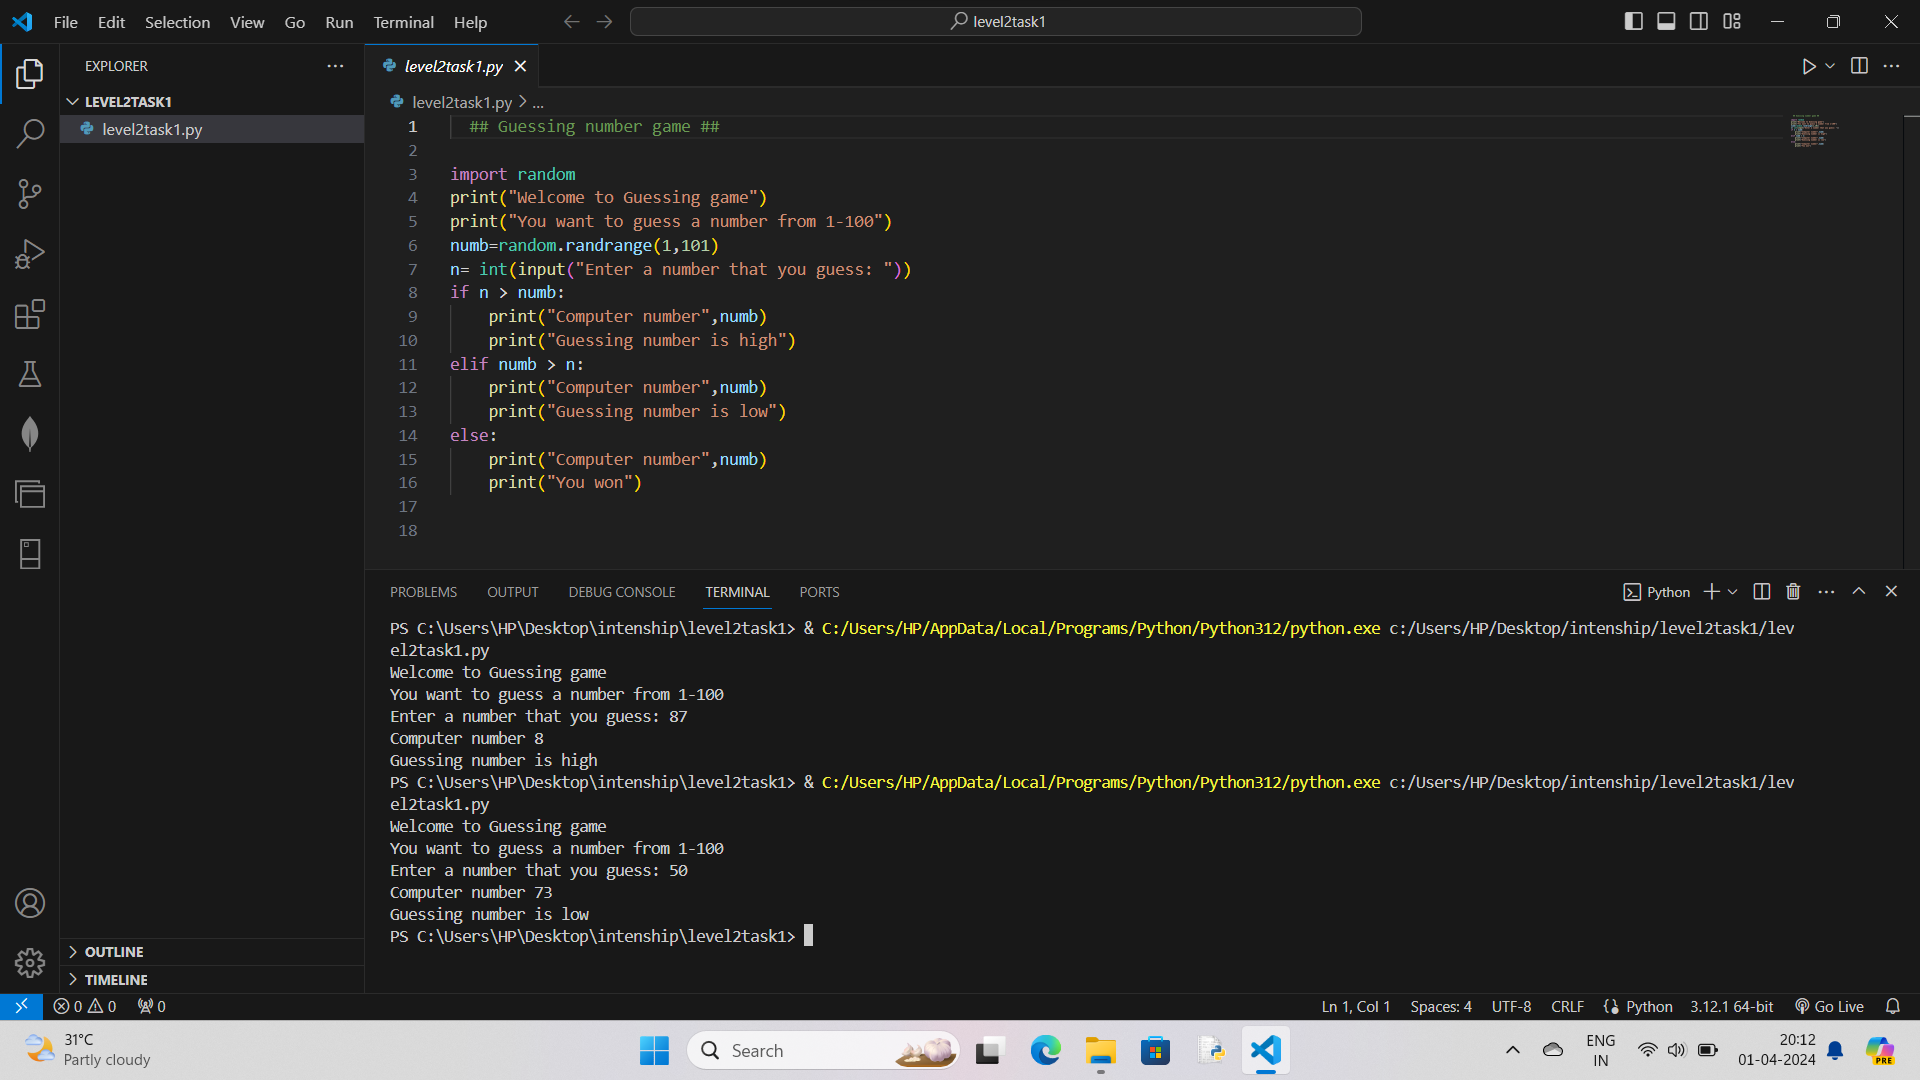 File Edit Selection View Go Run Terminal Help
level2task1
EXPLORER
LEVEL2TASK1
level2task1.py
level2task1.py
level2task1.py > ...
1 ## Guessing number game ##
2
3 import random
4 print("Welcome to Guessing game")
5 print("You want to guess a number from 1-100")
6 numb=random.randrange(1,101)
7 n= int(input("Enter a number that you guess: "))
8 if n > numb:
9     print("Computer number",numb)
10     print("Guessing number is high")
11 elif numb > n:
12     print("Computer number",numb)
13     print("Guessing number is low")
14 else:
15     print("Computer number",numb)
16     print("You won")
17
18
PROBLEMS OUTPUT DEBUG CONSOLE TERMINAL PORTS
Python
PS C:\Users\HP\Desktop\intenship\level2task1> & C:/Users/HP/AppData/Local/Programs/Python/Python312/python.exe c:/Users/HP/Desktop/intenship/level2task1/lev
el2task1.py
Welcome to Guessing game
You want to guess a number from 1-100
Enter a number that you guess: 87
Computer number 8
Guessing number is high
PS C:\Users\HP\Desktop\intenship\level2task1> & C:/Users/HP/AppData/Local/Programs/Python/Python312/python.exe c:/Users/HP/Desktop/intenship/level2task1/lev
el2task1.py
Welcome to Guessing game
You want to guess a number from 1-100
Enter a number that you guess: 50
Computer number 73
Guessing number is low
PS C:\Users\HP\Desktop\intenship\level2task1>
OUTLINE
TIMELINE
0 0 0
Ln 1, Col 1 Spaces: 4 UTF-8 CRLF Python 3.12.1 64-bit Go Live
31°C
Partly cloudy
Search
ENG
IN
20:12
01-04-2024
PRE